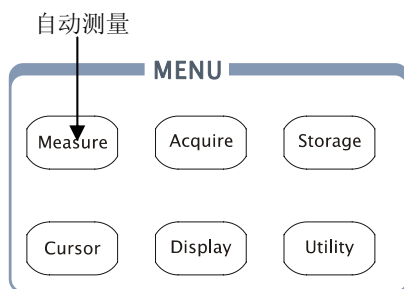 自动测量
MENU
Measure Acquire Storage
Cursor Display Utility